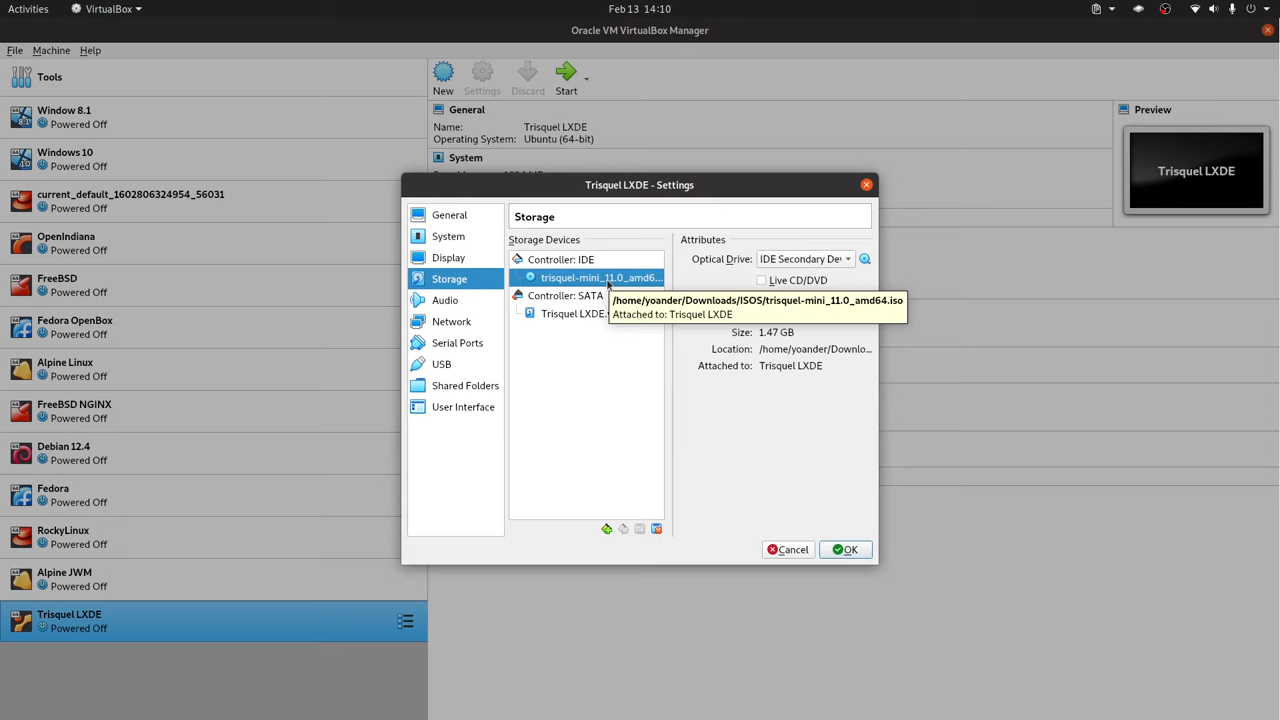 Activities
VirtualBox
Feb 13 14:10
Oracle VM VirtualBox Manager
File Machine Help
Tools
New Settings Discard Start
Window 8.1
Powered Off
Windows 10
Powered Off
current_default_1602806324954_56031
Powered Off
OpenIndiana
Powered Off
FreeBSD
Powered Off
Fedora OpenBox
Powered Off
Alpine Linux
Powered Off
FreeBSD NGINX
Powered Off
Debian 12.4
Powered Off
Fedora
Powered Off
RockyLinux
Powered Off
Alpine JWM
Powered Off
Trisquel LXDE
Powered Off
General
Name: Trisquel LXDE
Operating System: Ubuntu (64-bit)
System
Preview
Trisquel LXDE
Trisquel LXDE - Settings
General
System
Display
Storage
Audio
Network
Serial Ports
USB
Shared Folders
User Interface
Storage
Storage Devices
Controller: IDE
trisquel-mini_11.0_amd6...
Controller: SATA
Trisquel LXDE.
Attributes
Optical Drive: IDE Secondary De
Live CD/DVD
/home/yoander/Downloads/ISOS/trisquel-mini_11.0_amd64.iso
Attached to: Trisquel LXDE
Size: 1.47 GB
Location: /home/yoander/Downlo...
Attached to: Trisquel LXDE
Cancel OK